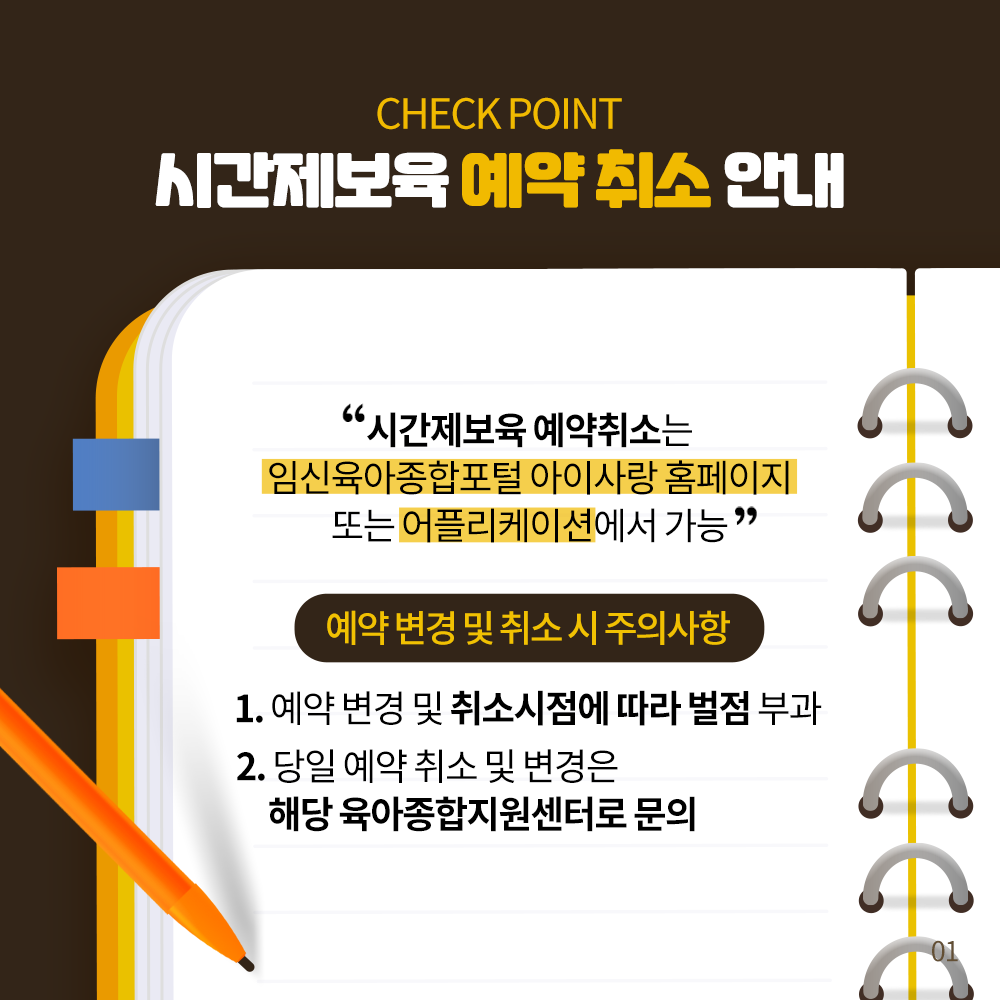 CHECK POINT
시간제보육 예약 취소 안내
“시간제보육 예약취소는
임신육아종합포털 아이사랑 홈페이지
또는 어플리케이션에서 가능”
예약 변경 및 취소 시 주의사항
1. 예약 변경 및 취소시점에 따라 벌점 부과
2. 당일 예약 취소 및 변경은
해당 육아종합지원센터로 문의
01